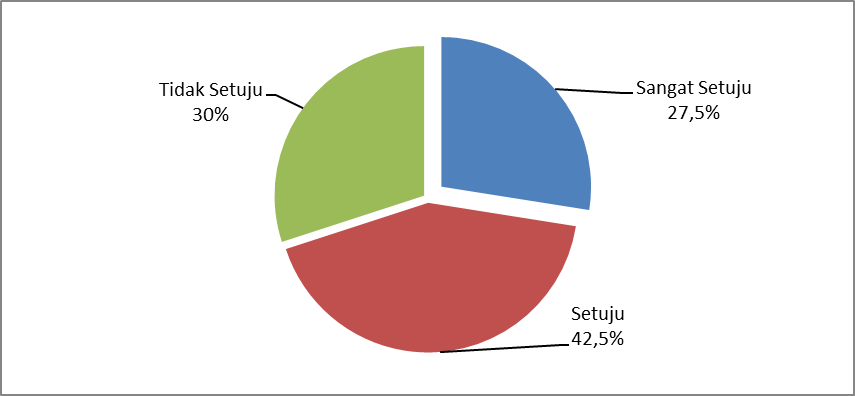 Tidak Setuju
30%
Sangat Setuju
27,5%
Setuju
42,5%